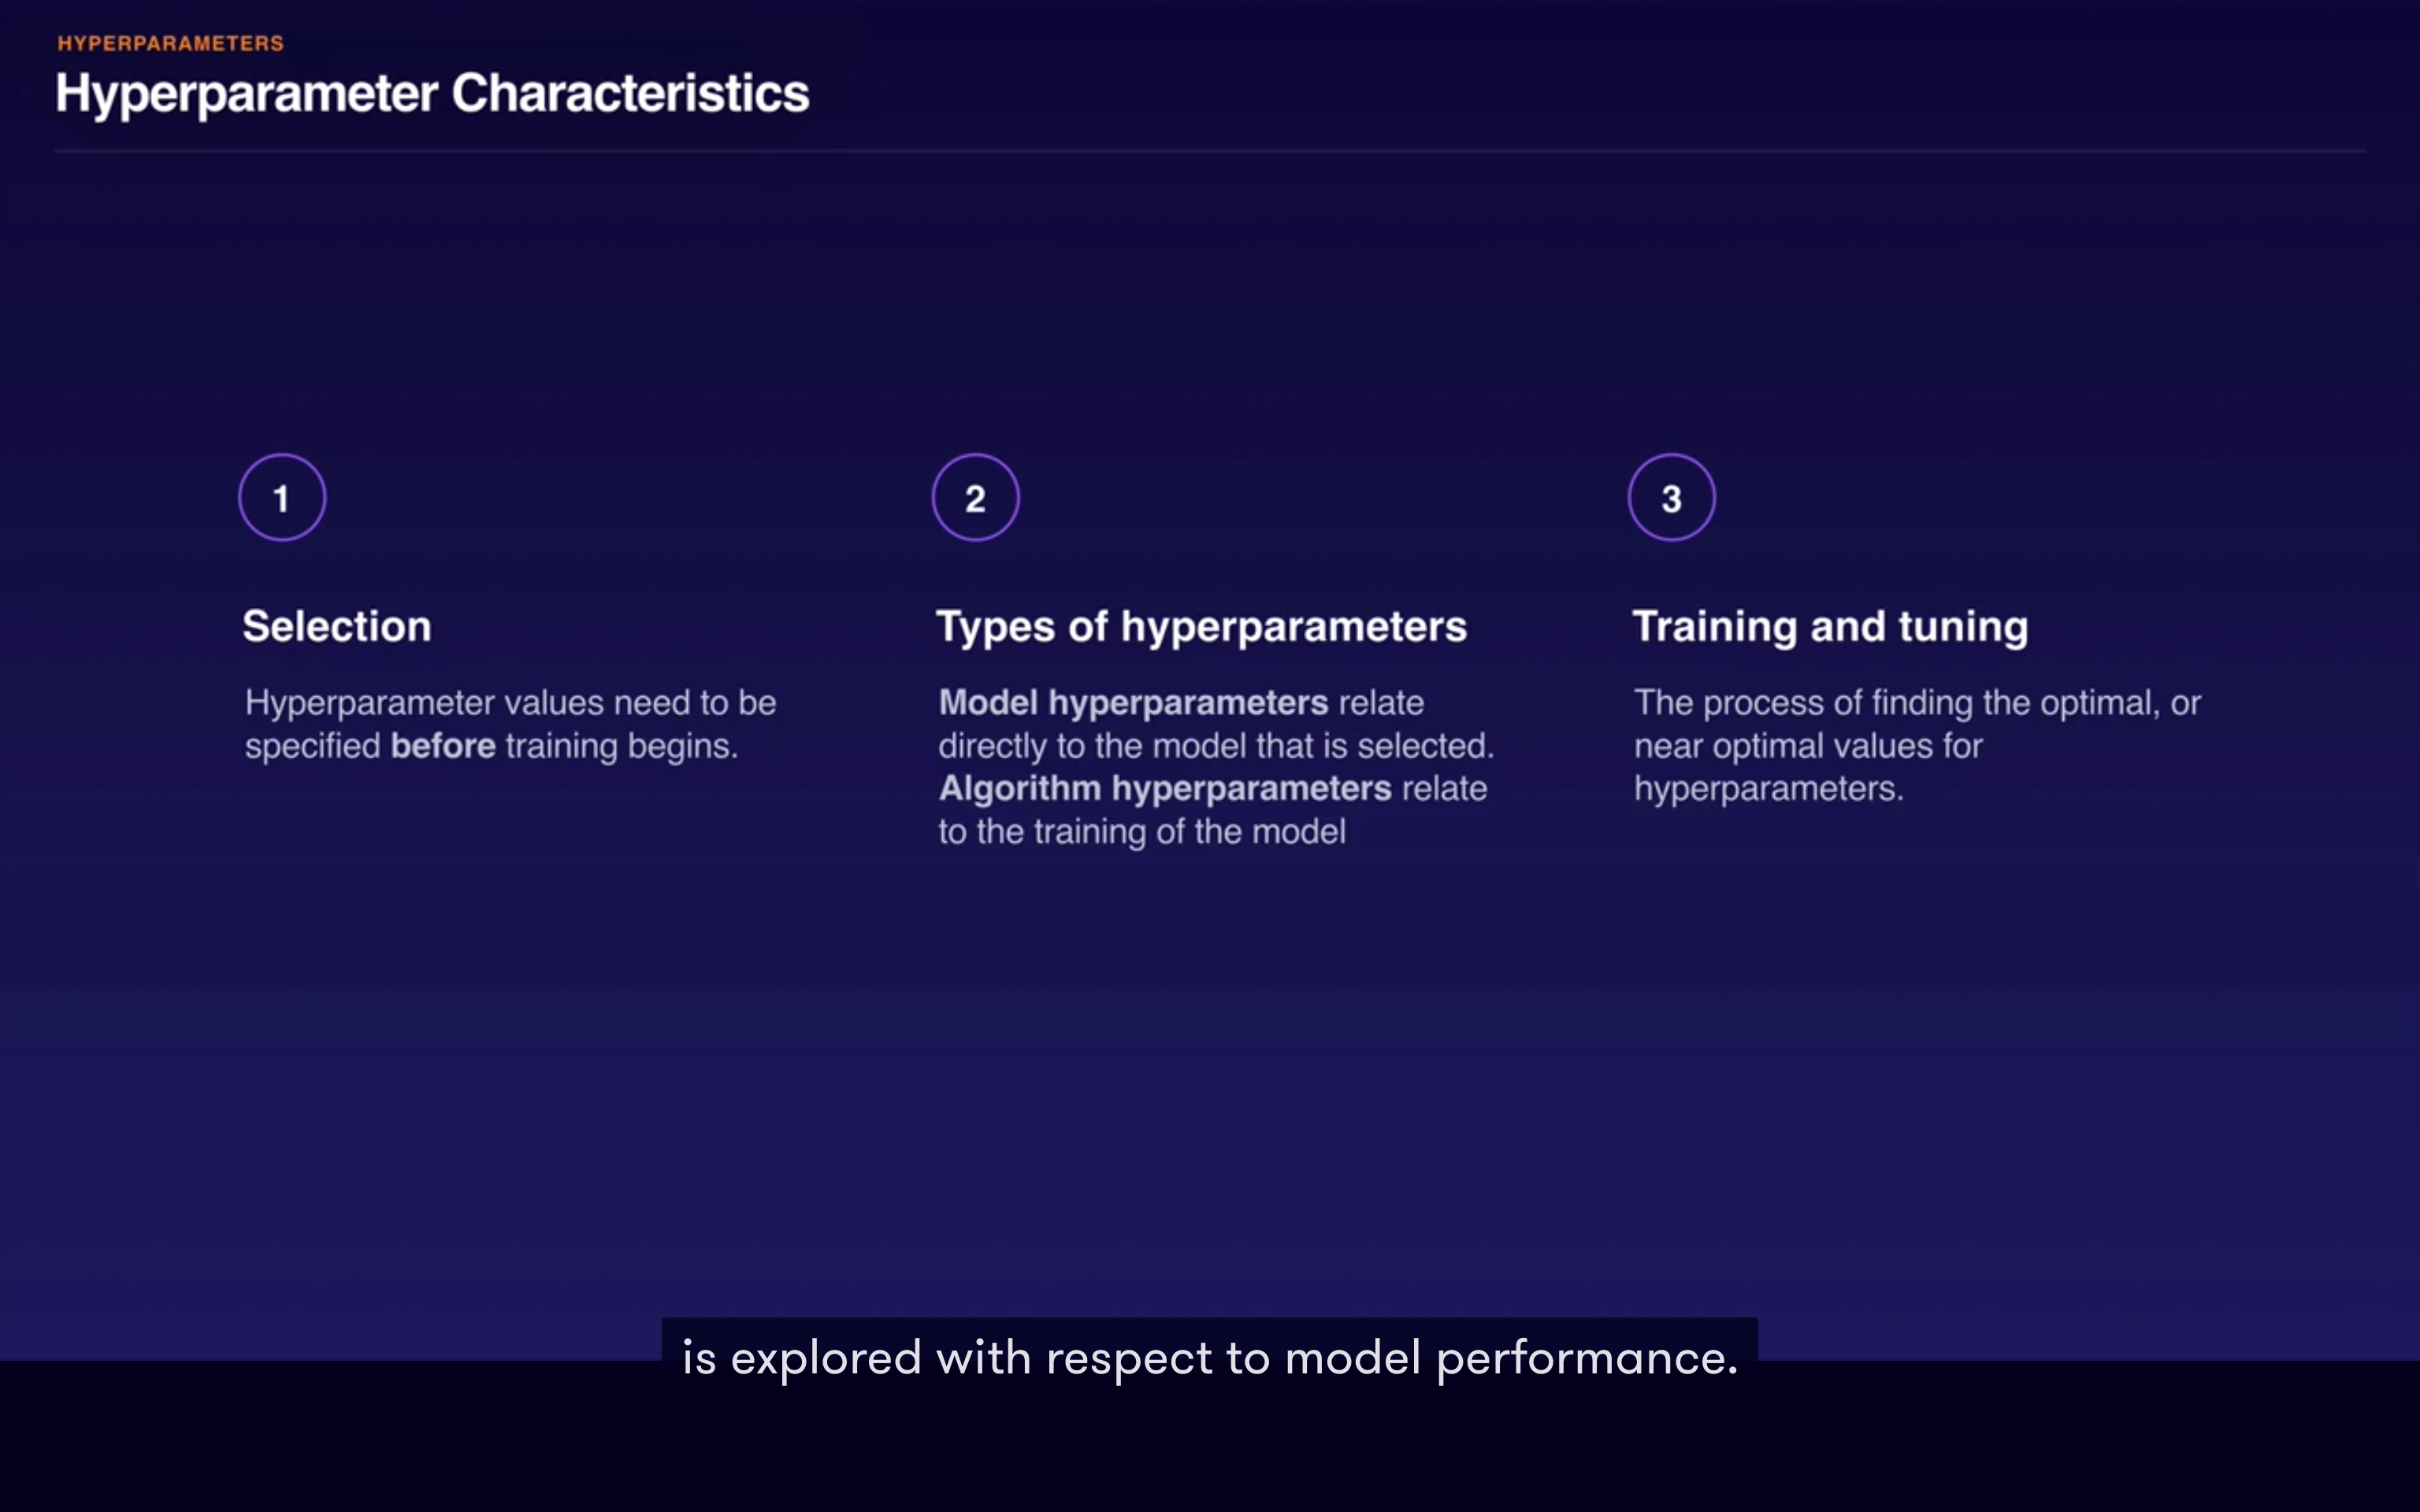 HYPERPARAMETERS
Hyperparameter Characteristics
1
Selection
Hyperparameter values need to be
specified before training begins.
2
Types of hyperparameters
Model hyperparameters relate
directly to the model that is selected.
Algorithm hyperparameters relate
to the training of the model
3
Training and tuning
The process of finding the optimal, or
near optimal values for
hyperparameters.
is explored with respect to model performance.